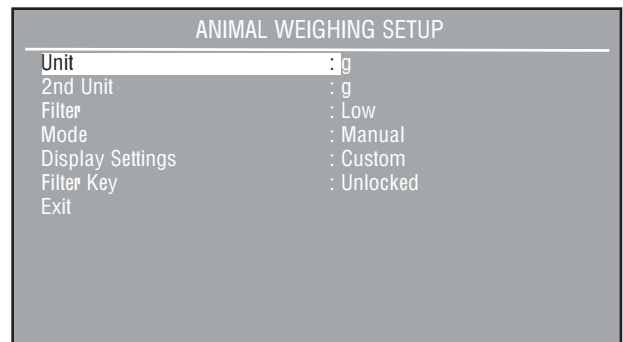 ANIMAL WEIGHING SETUP
Unit : g
2nd Unit : g
Filter : Low
Mode : Manual
Display Settings : Custom
Filter Key : Unlocked
Exit